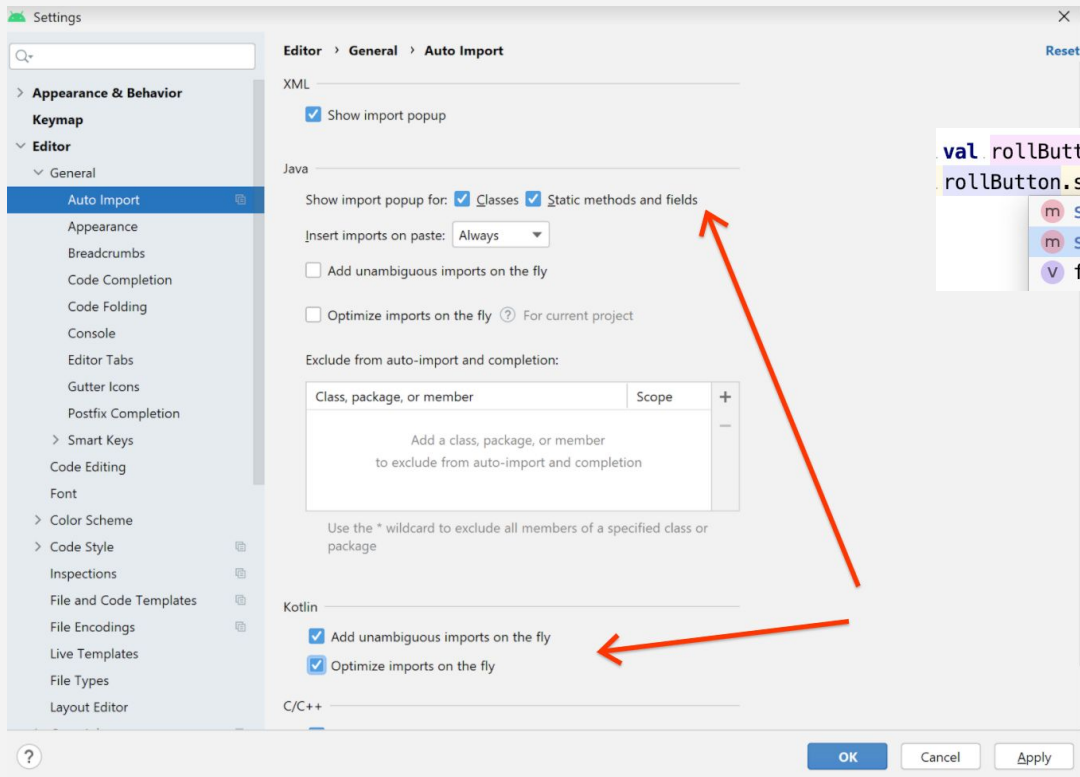 Settings
Editor › General › Auto Import
Reset
XML
Show import popup
Java
Show import popup for: Classes Static methods and fields
Insert imports on paste: Always
Add unambiguous imports on the fly
Optimize imports on the fly ? For current project
Exclude from auto-import and completion:
Class, package, or member Scope
Add a class, package, or member
to exclude from auto-import and completion
Use the * wildcard to exclude all members of a specified class or
package
Kotlin
Add unambiguous imports on the fly
Optimize imports on the fly
C/C++
Appearance & Behavior
Keymap
Editor
General
Auto Import
Appearance
Breadcrumbs
Code Completion
Code Folding
Console
Editor Tabs
Gutter Icons
Postfix Completion
Smart Keys
Code Editing
Font
Color Scheme
Code Style
Inspections
File and Code Templates
File Encodings
Live Templates
File Types
Layout Editor
val rollButt
rollButton.s
m s
m s
v f
? OK Cancel Apply